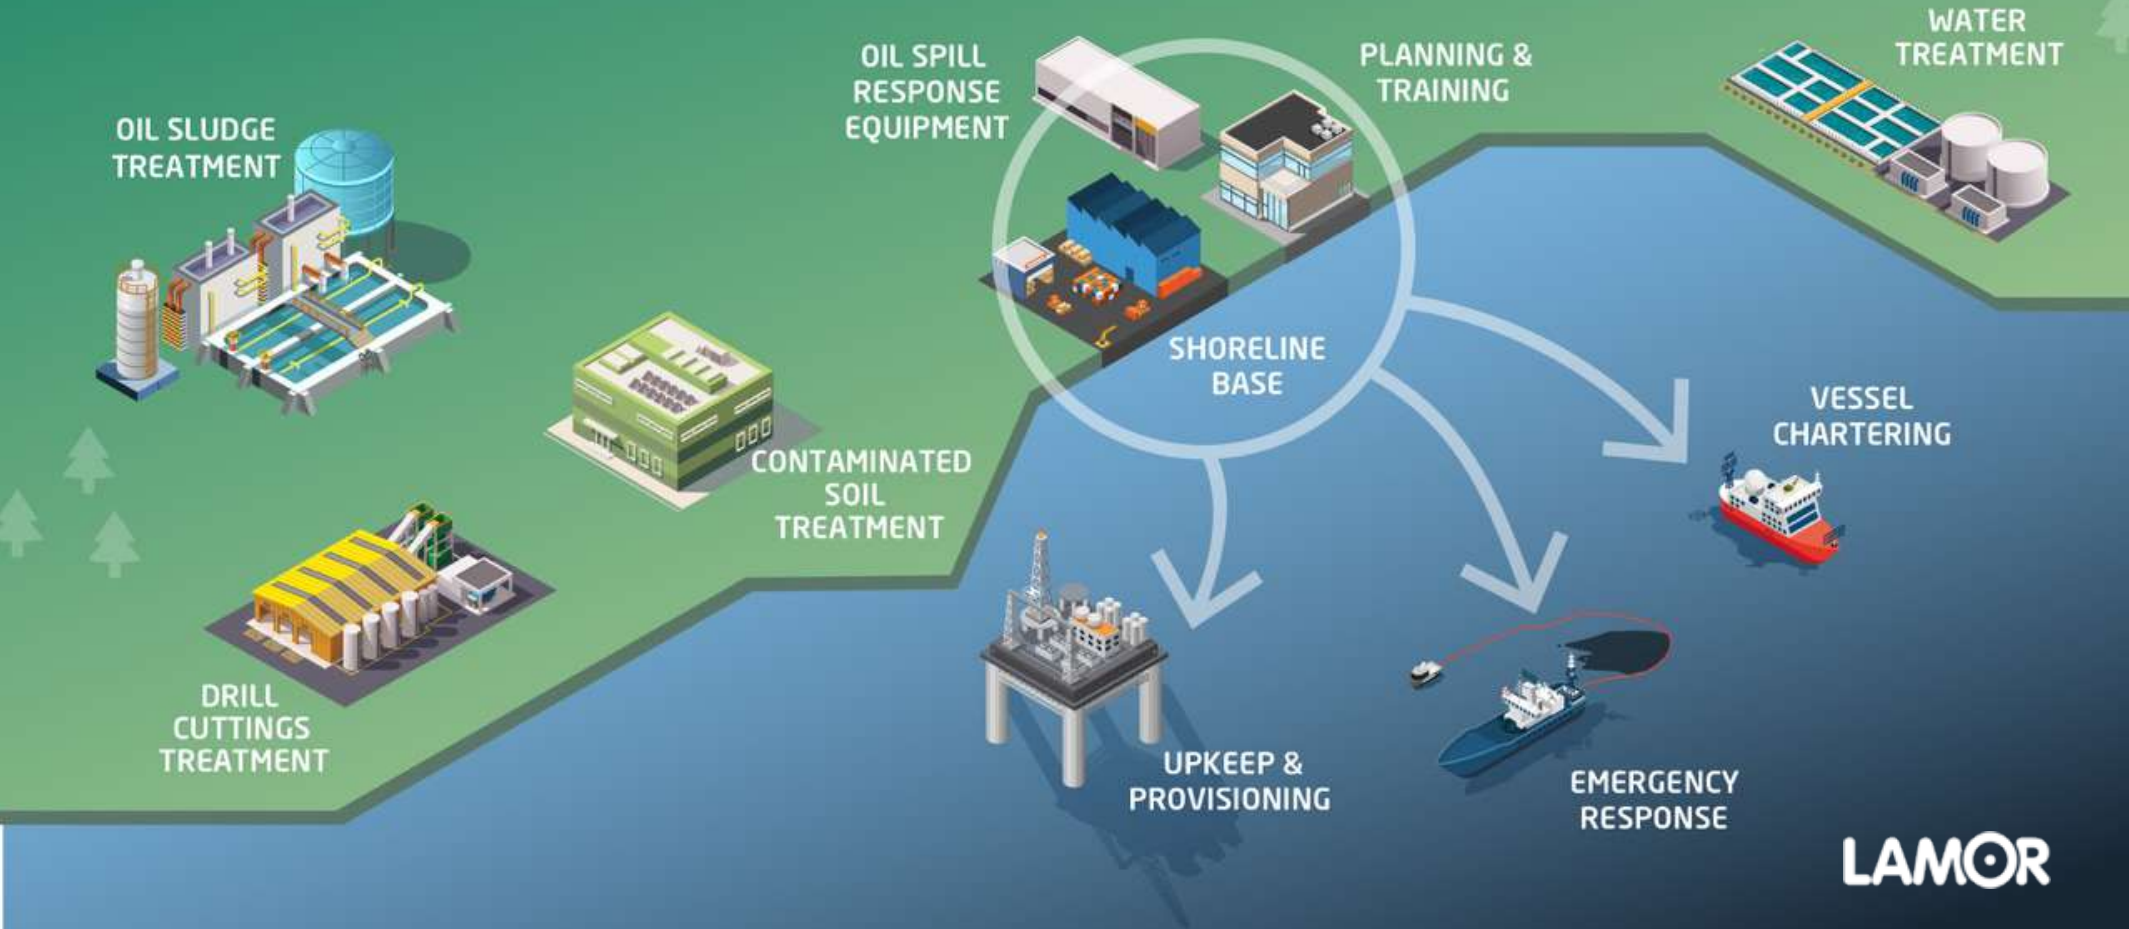 WATER
TREATMENT
OIL SPILL
RESPONSE
EQUIPMENT
PLANNING &
TRAINING
OIL SLUDGE
TREATMENT
SHORELINE
BASE
VESSEL
CHARTERING
CONTAMINATED
SOIL
TREATMENT
DRILL
CUTTINGS
TREATMENT
UPKEEP &
PROVISIONING
EMERGENCY
RESPONSE
LAMOR